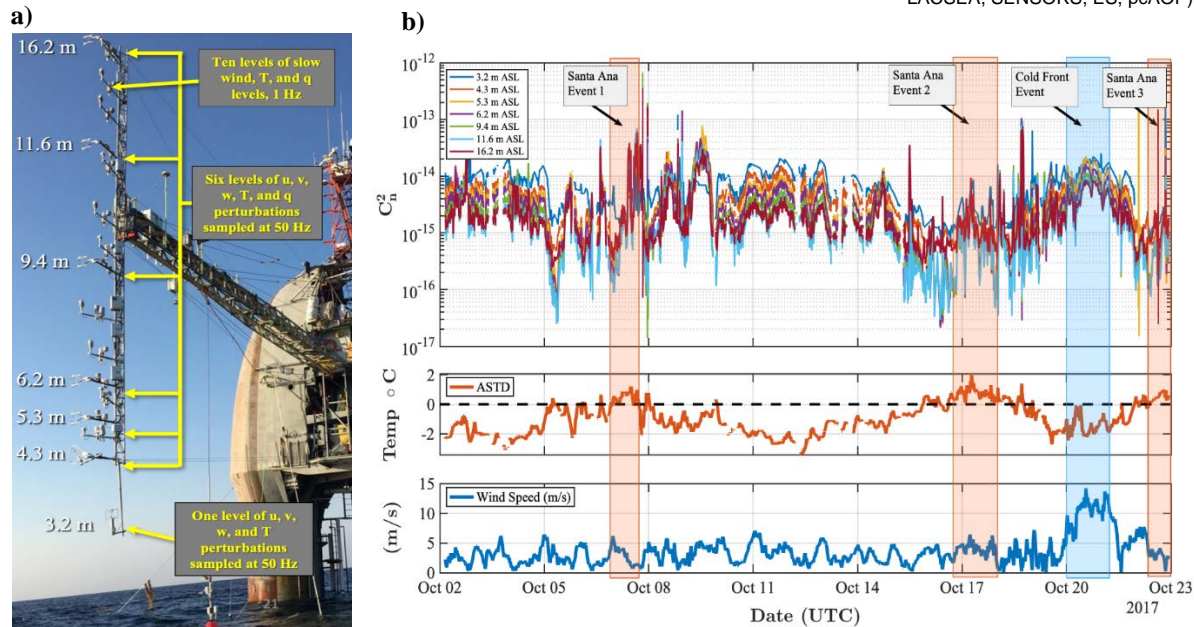 LASSEA, SENSORS, ES, pcAOP)
a)
16.2 m
11.6 m
9.4 m
6.2 m
5.3 m
4.3 m
3.2 m
Ten levels of slow
wind, T, and q
levels, 1 Hz
Six levels of u, v,
w, T, and q
perturbations
sampled at 50 Hz
One level of u, v,
w, and T
perturbations
sampled at 50 Hz
21
b)
10⁻¹²
10⁻¹³
10⁻¹⁴
10⁻¹⁵
10⁻¹⁶
10⁻¹⁷
C²ₙ
3.2 m ASL
4.3 m ASL
5.3 m ASL
6.2 m ASL
9.4 m ASL
11.6 m ASL
16.2 m ASL
Santa Ana
Event 1
Santa Ana
Event 2
Cold Front
Event
Santa Ana
Event 3
Temp ∘ C
2
0
-2
ASTD
(m/s)
15
10
5
0
Wind Speed (m/s)
Oct 02
Oct 05
Oct 08
Oct 11
Oct 14
Oct 17
Oct 20
Oct 23
2017
Date (UTC)